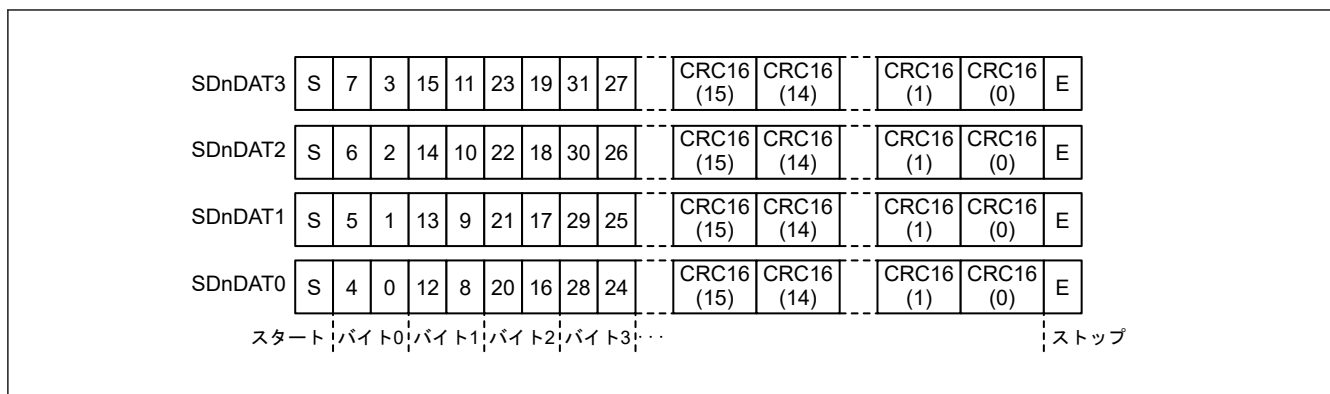 SDnDAT3 S 7 3 15 11 23 19 31 27 CRC16 (15) CRC16 (14) CRC16 (1) CRC16 (0) E
SDnDAT2 S 6 2 14 10 22 18 30 26 CRC16 (15) CRC16 (14) CRC16 (1) CRC16 (0) E
SDnDAT1 S 5 1 13 9 21 17 29 25 CRC16 (15) CRC16 (14) CRC16 (1) CRC16 (0) E
SDnDAT0 S 4 0 12 8 20 16 28 24 CRC16 (15) CRC16 (14) CRC16 (1) CRC16 (0) E
スタート バイト0 バイト1 バイト2 バイト3 ··· ストップ